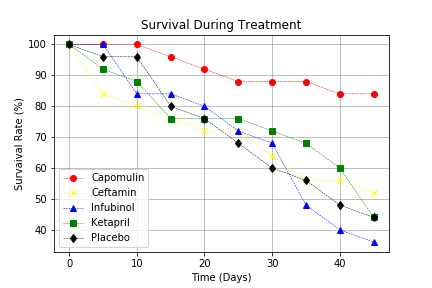 Survival During Treatment
100
90
80
70
60
50
40
Survaival Rate (%)
Capomulin
Ceftamin
Infubinol
Ketapril
Placebo
0
10
20
30
40
Time (Days)